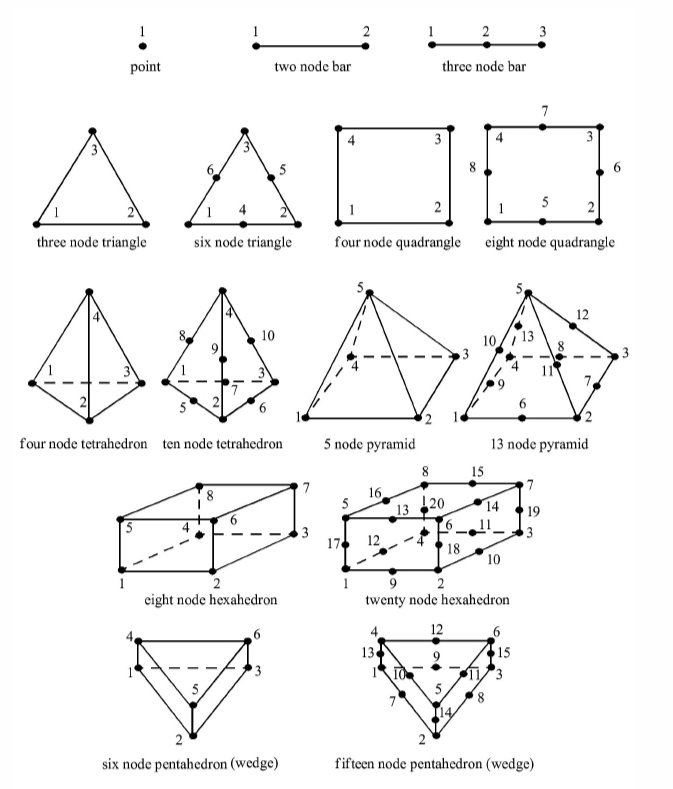 1 1 2 1 2 3
point two node bar three node bar
7
3 3 4 3 4 3
6 5 8 6
1 2 1 4 2 1 2 1 5 2
three node triangle six node triangle four node quadrangle eight node quadrangle
5 5
4 4 12
8 9 10 10 13 8
1 3 1 3 4 3 4 11 3
7 9 7
2 5 2 6 1 2 1 6 2
four node tetrahedron ten node tetrahedron 5 node pyramid 13 node pyramid
8 15
8 7 16 7
5 6 5 13 20 14 19
4 3 17 12 4 6 11 3
18 10
1 2 1 9 2
eight node hexahedron twenty node hexahedron
4 6 4 12 6
13 9 15
1 3 1 10 11 3
5 7 5 8
14
2 2
six node pentahedron (wedge) fifteen node pentahedron (wedge)